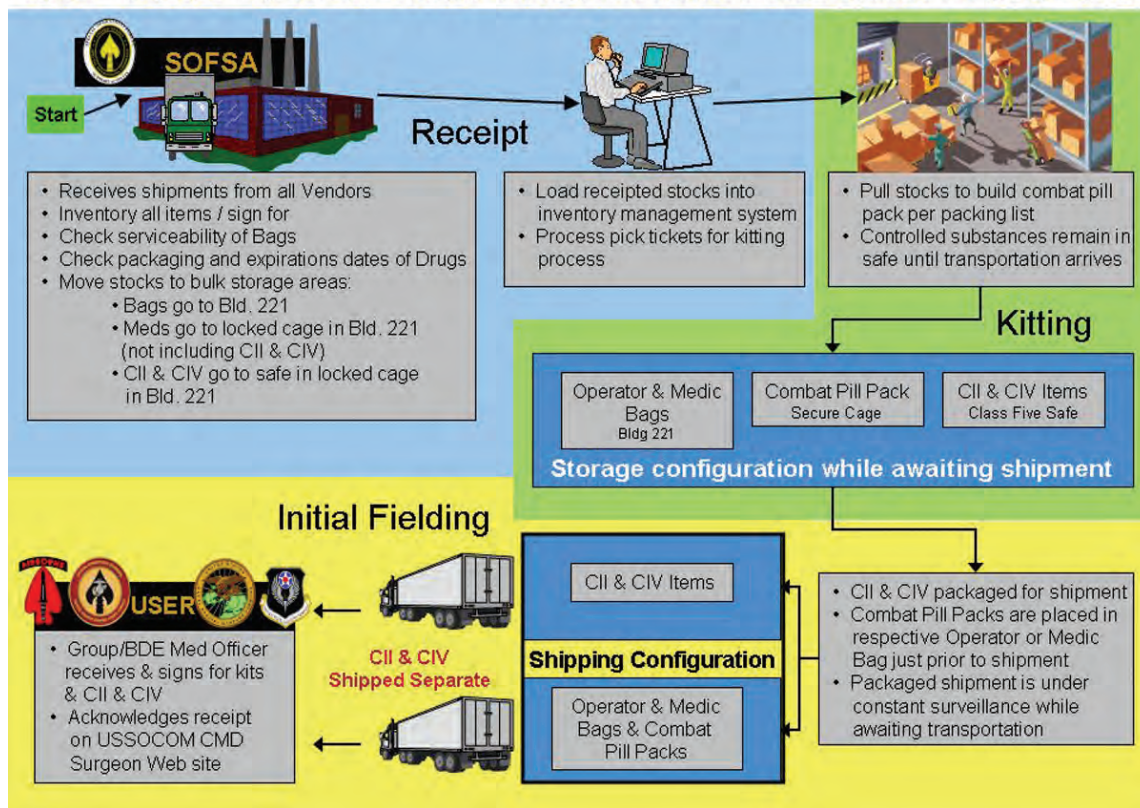 SOFSA
Start
Receipt
• Receives shipments from all Vendors
• Inventory all items / sign for
• Check serviceability of Bags
• Check packaging and expirations dates of Drugs
• Move stocks to bulk storage areas:
• Bags go to Bld. 221
• Meds go to locked cage in Bld. 221
(not including CII & CIV)
• CII & CIV go to safe in locked cage
in Bld. 221
• Load receipted stocks into
inventory management system
• Process pick tickets for kitting
process
• Pull stocks to build combat pill
pack per packing list
• Controlled substances remain in
safe until transportation arrives
Kitting
Operator & Medic
Bags
Bldg 221
Combat Pill Pack
Secure Cage
CII & CIV Items
Class Five Safe
Storage configuration while awaiting shipment
Initial Fielding
• CII & CIV packaged for shipment
• Combat Pill Packs are placed in
respective Operator or Medic
Bag just prior to shipment
• Packaged shipment is under
constant surveillance while
awaiting transportation
CII & CIV Items
Shipping Configuration
Operator & Medic
Bags & Combat
Pill Packs
CII & CIV
Shipped Separate
AIRBORNE
USER
• Group/BDE Med Officer
receives & signs for kits
& CII & CIV
• Acknowledges receipt
on USSOCOM CMD
Surgeon Web site